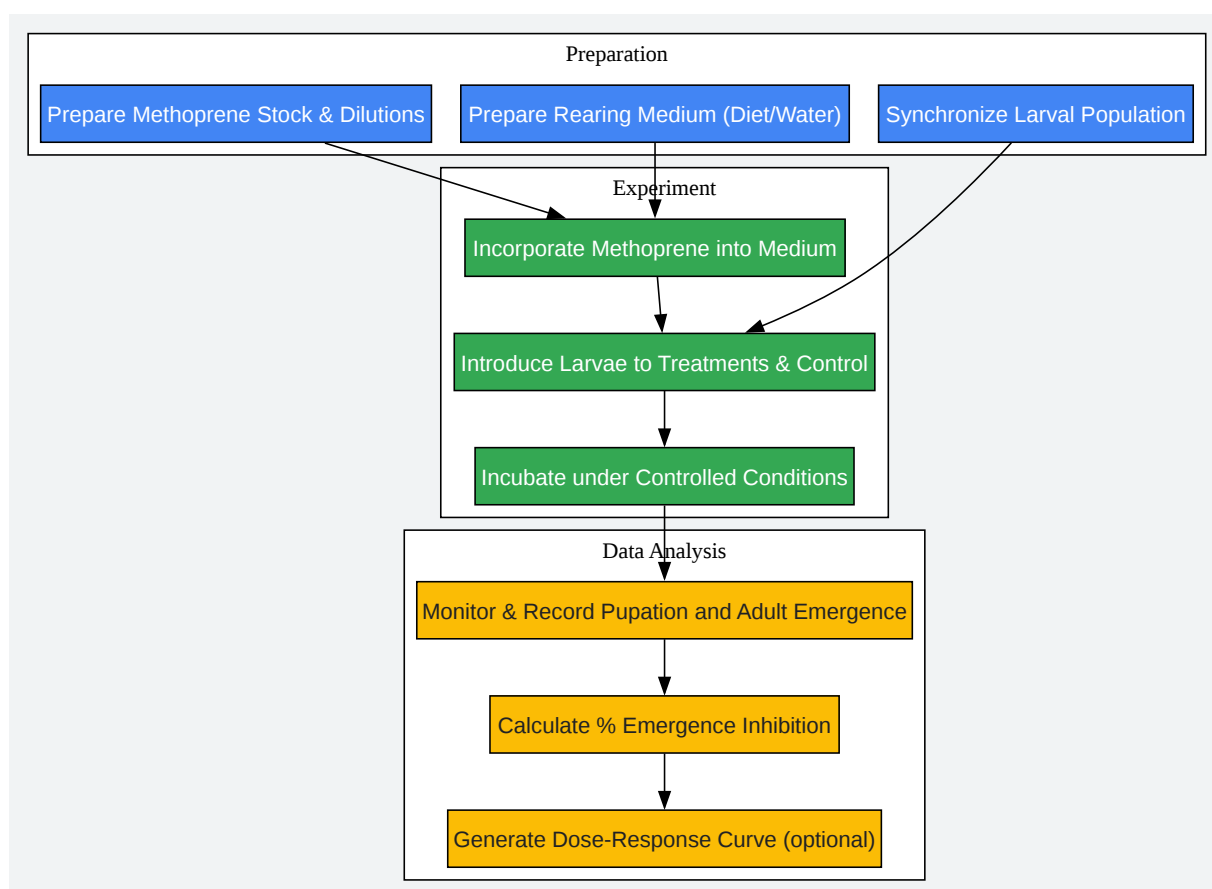 Preparation
Prepare Methoprene Stock & Dilutions
Prepare Rearing Medium (Diet/Water)
Synchronize Larval Population
Experiment
Incorporate Methoprene into Medium
Introduce Larvae to Treatments & Control
Incubate under Controlled Conditions
Data Analysis
Monitor & Record Pupation and Adult Emergence
Calculate % Emergence Inhibition
Generate Dose-Response Curve (optional)